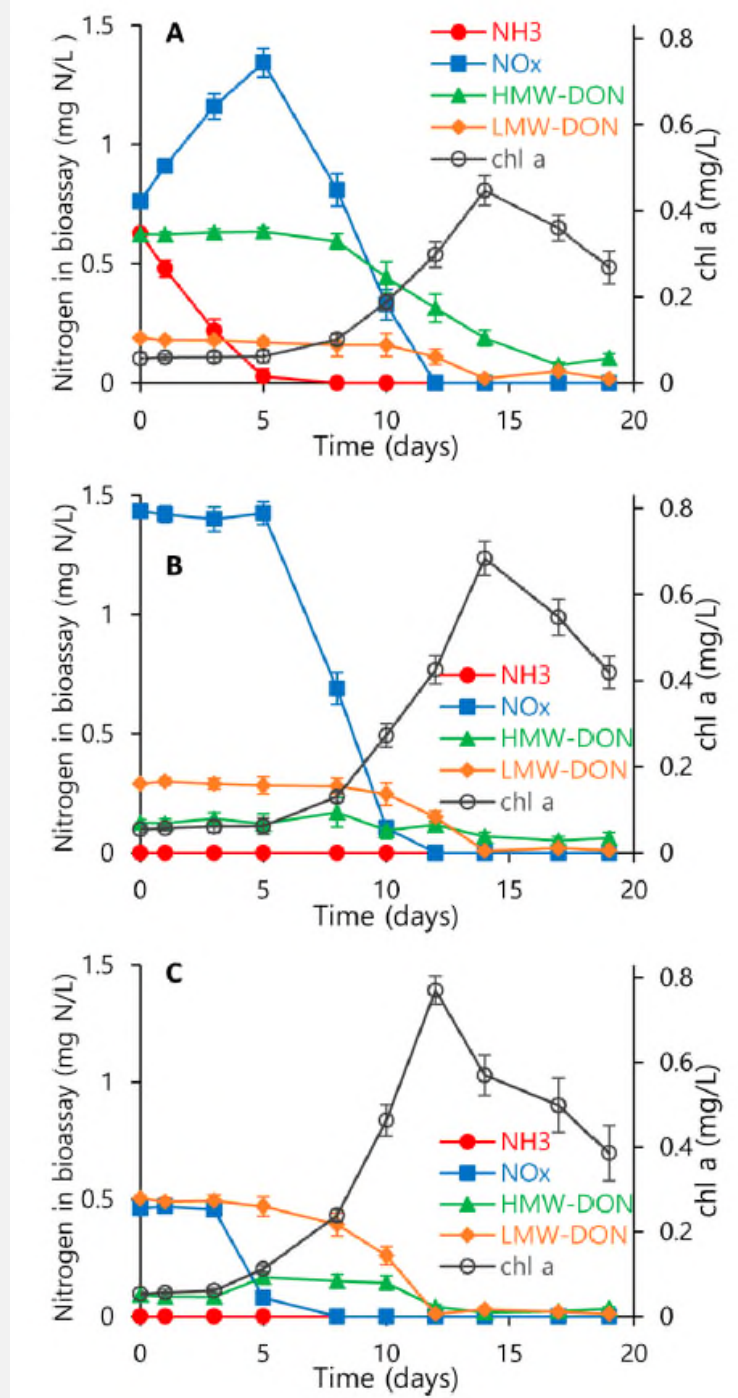 A
Nitrogen in bioassay (mg N/L )
1.5
1
0.5
0
NH3
NOx
HMW-DON
LMW-DON
chl a
0.8
0.6
0.4
0.2
0
chl a (mg/L)
0 5 10 15 20
Time (days)
B
Nitrogen in bioassay (mg N/L)
1.5
1
0.5
0
NH3
NOx
HMW-DON
LMW-DON
chl a
0.8
0.6
0.4
0.2
0
chl a (mg/L)
0 5 10 15 20
Time (days)
C
Nitrogen in bioassay (mg N/L)
1.5
1
0.5
0
NH3
NOx
HMW-DON
LMW-DON
chl a
0.8
0.6
0.4
0.2
0
chl a (mg/L)
0 5 10 15 20
Time (days)